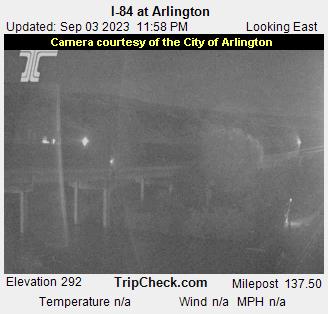 I-84 at Arlington
Updated: Sep 03 2023 11:58 PM Looking East
Camera courtesy of the City of Arlington
Elevation 292 TripCheck.com Milepost 137.50
Temperature n/a Wind n/a MPH n/a